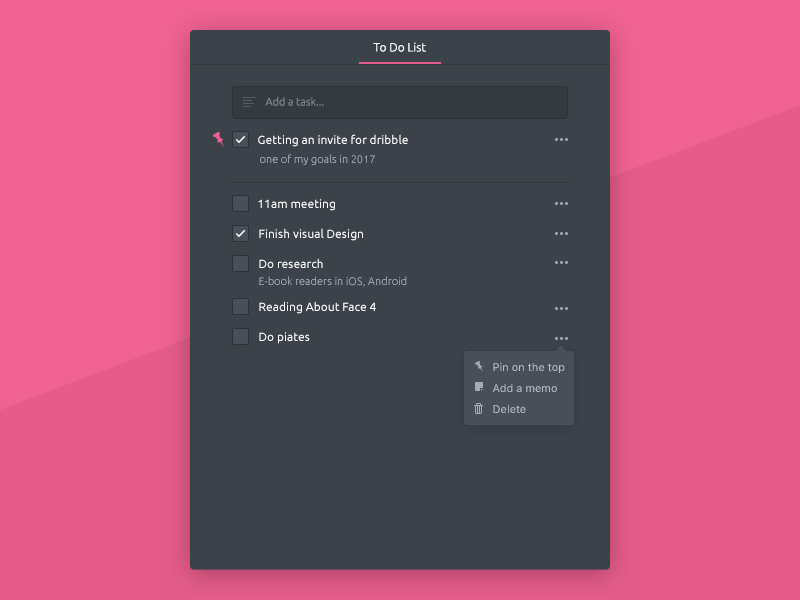 To Do List
Add a task...
Getting an invite for dribble
one of my goals in 2017
11am meeting
Finish visual Design
Do research
E-book readers in iOS, Android
Reading About Face 4
Do piates
Pin on the top
Add a memo
Delete